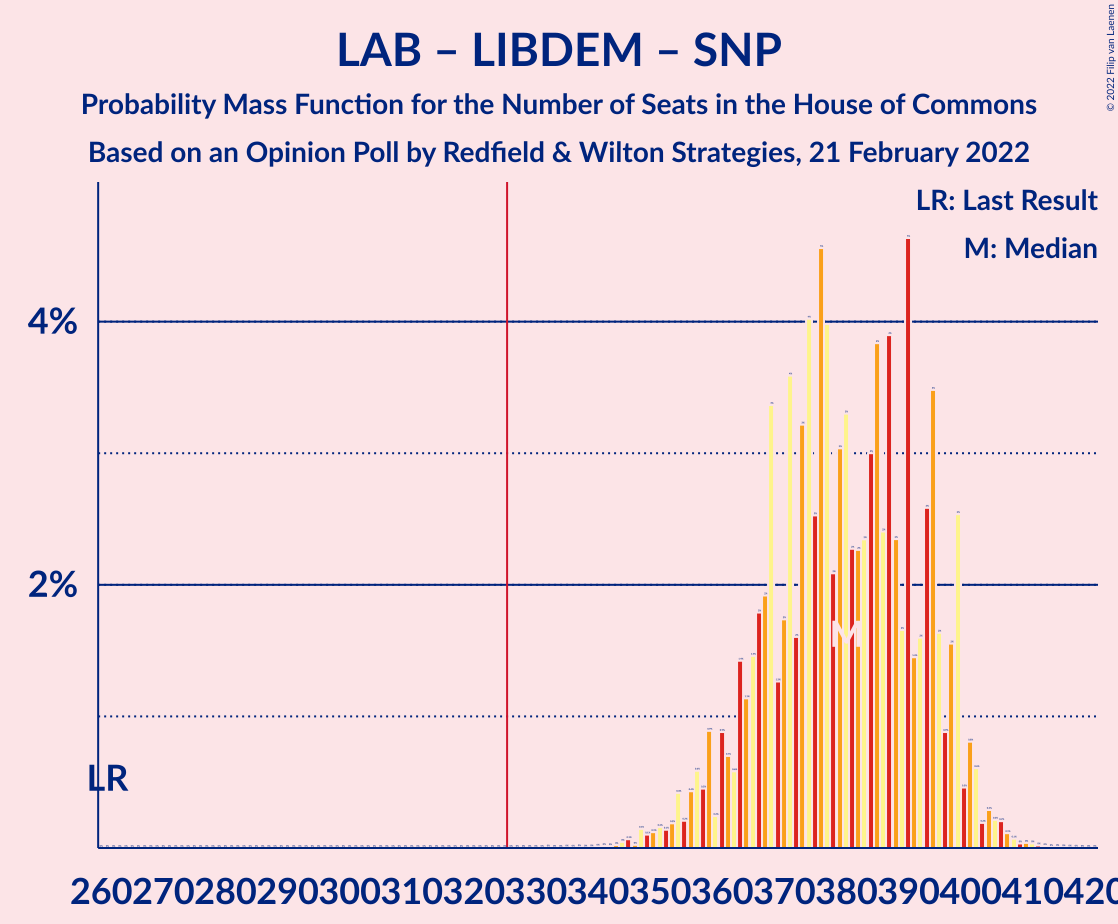 LAB – LIBDEM – SNP
Probability Mass Function for the Number of Seats in the House of Commons
Based on an Opinion Poll by Redfield & Wilton Strategies, 21 February 2022
© 2022 Filip van Laenen
LR: Last Result
M: Median
4%
2%
M
LR
260270280290300310320330340350360370380390400410420